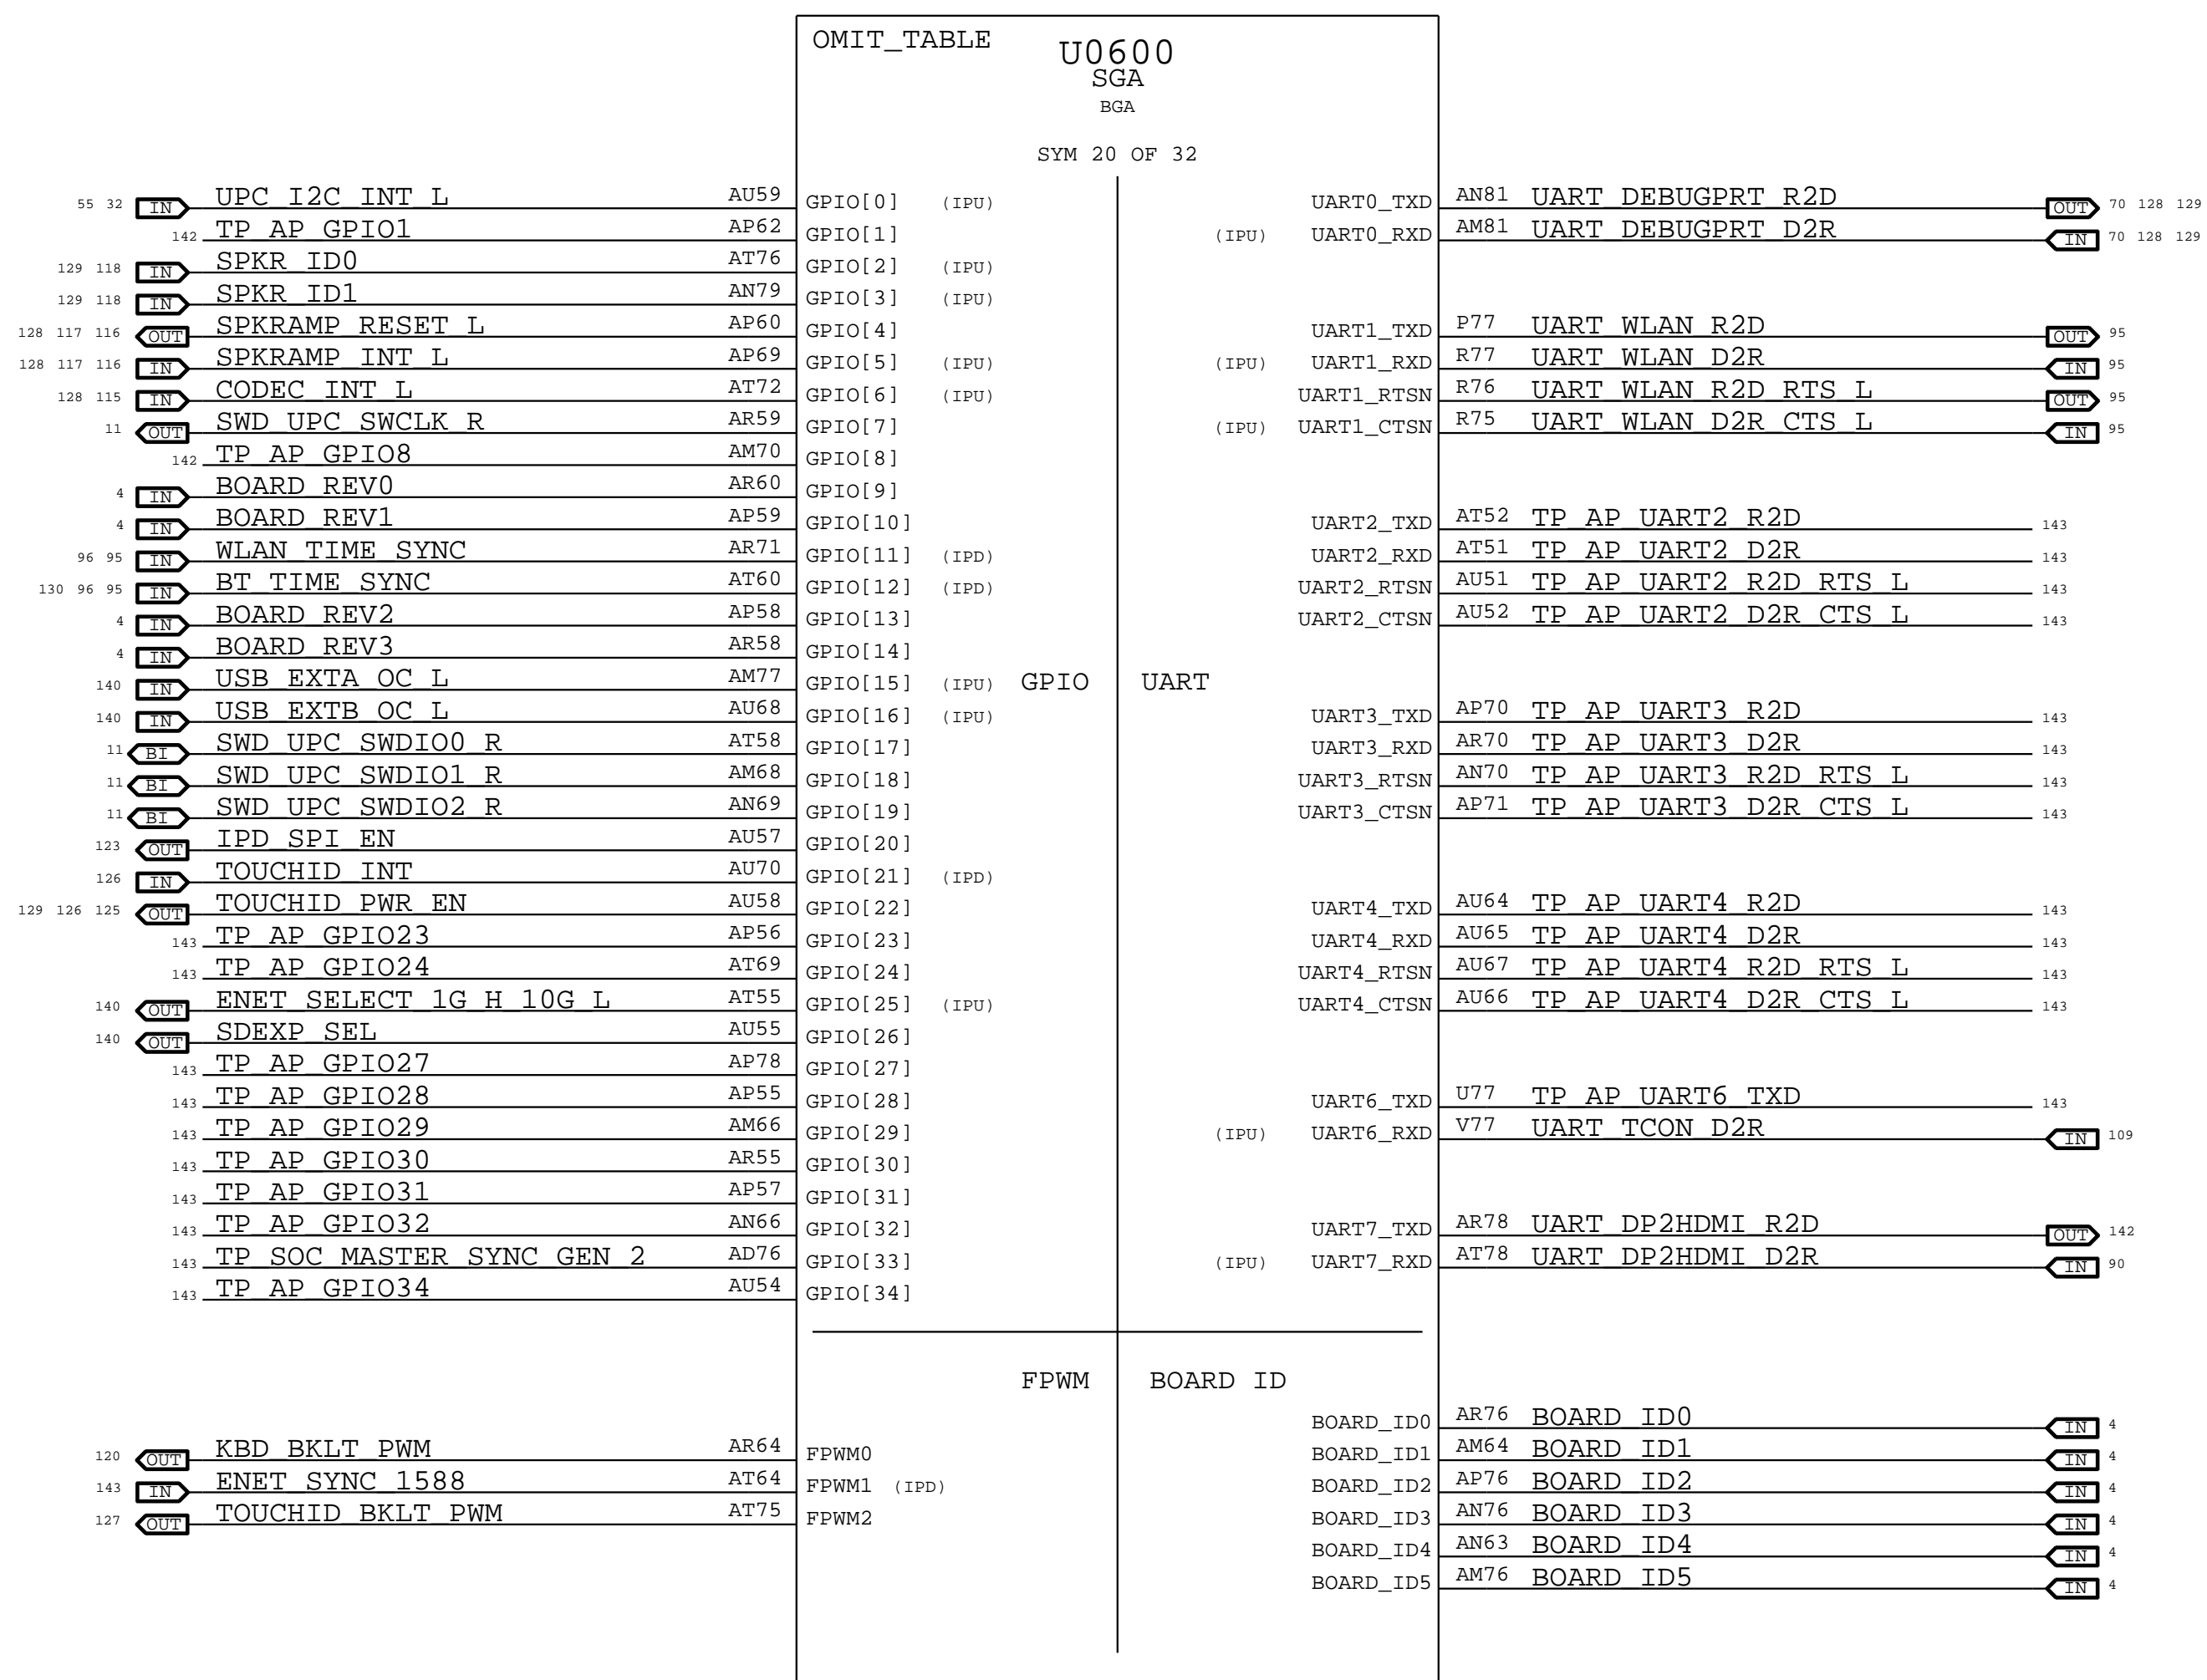 OMIT_TABLE
U0600
SGA
BGA
SYM 20 OF 32
55 32 IN UPC_I2C_INT_L AU59 GPIO[0] (IPU)
142 TP_AP_GPIO1 AP62 GPIO[1]
129 118 IN SPKR_ID0 AT76 GPIO[2] (IPU)
129 118 IN SPKR_ID1 AN79 GPIO[3] (IPU)
128 117 116 OUT SPKRAMP_RESET_L AP60 GPIO[4]
128 117 116 IN SPKRAMP_INT_L AP69 GPIO[5] (IPU)
128 115 IN CODEC_INT_L AT72 GPIO[6] (IPU)
11 OUT SWD_UPC_SWCLK_R AR59 GPIO[7]
142 TP_AP_GPIO8 AM70 GPIO[8]
4 IN BOARD_REV0 AR60 GPIO[9]
4 IN BOARD_REV1 AP59 GPIO[10]
96 95 IN WLAN_TIME_SYNC AR71 GPIO[11] (IPD)
130 96 95 IN BT_TIME_SYNC AT60 GPIO[12] (IPD)
4 IN BOARD_REV2 AP58 GPIO[13]
4 IN BOARD_REV3 AR58 GPIO[14]
140 IN USB_EXTA_OC_L AM77 GPIO[15] (IPU)
140 IN USB_EXTB_OC_L AU68 GPIO[16] (IPU)
11 BI SWD_UPC_SWDIO0_R AT58 GPIO[17]
11 BI SWD_UPC_SWDIO1_R AM68 GPIO[18]
11 BI SWD_UPC_SWDIO2_R AN69 GPIO[19]
123 OUT IPD_SPI_EN AU57 GPIO[20]
126 IN TOUCHID_INT AU70 GPIO[21] (IPD)
129 126 125 OUT TOUCHID_PWR_EN AU58 GPIO[22]
143 TP_AP_GPIO23 AP56 GPIO[23]
143 TP_AP_GPIO24 AT69 GPIO[24]
140 OUT ENET_SELECT_1G_H_10G_L AT55 GPIO[25] (IPU)
140 OUT SDEXP_SEL AU55 GPIO[26]
143 TP_AP_GPIO27 AP78 GPIO[27]
143 TP_AP_GPIO28 AP55 GPIO[28]
143 TP_AP_GPIO29 AM66 GPIO[29]
143 TP_AP_GPIO30 AR55 GPIO[30]
143 TP_AP_GPIO31 AP57 GPIO[31]
143 TP_AP_GPIO32 AN66 GPIO[32]
143 TP_SOC_MASTER_SYNC_GEN_2 AD76 GPIO[33]
143 TP_AP_GPIO34 AU54 GPIO[34]
GPIO
UART
UART0_TXD AN81 UART_DEBUGPRT_R2D OUT 70 128 129
(IPU) UART0_RXD AM81 UART_DEBUGPRT_D2R IN 70 128 129
UART1_TXD P77 UART_WLAN_R2D OUT 95
(IPU) UART1_RXD R77 UART_WLAN_D2R IN 95
UART1_RTSN R76 UART_WLAN_R2D_RTS_L OUT 95
(IPU) UART1_CTSN R75 UART_WLAN_D2R_CTS_L IN 95
UART2_TXD AT52 TP_AP_UART2_R2D 143
UART2_RXD AT51 TP_AP_UART2_D2R 143
UART2_RTSN AU51 TP_AP_UART2_R2D_RTS_L 143
UART2_CTSN AU52 TP_AP_UART2_D2R_CTS_L 143
UART3_TXD AP70 TP_AP_UART3_R2D 143
UART3_RXD AR70 TP_AP_UART3_D2R 143
UART3_RTSN AN70 TP_AP_UART3_R2D_RTS_L 143
UART3_CTSN AP71 TP_AP_UART3_D2R_CTS_L 143
UART4_TXD AU64 TP_AP_UART4_R2D 143
UART4_RXD AU65 TP_AP_UART4_D2R 143
UART4_RTSN AU67 TP_AP_UART4_R2D_RTS_L 143
UART4_CTSN AU66 TP_AP_UART4_D2R_CTS_L 143
UART6_TXD U77 TP_AP_UART6_TXD 143
(IPU) UART6_RXD V77 UART_TCON_D2R IN 109
UART7_TXD AR78 UART_DP2HDMI_R2D OUT 142
(IPU) UART7_RXD AT78 UART_DP2HDMI_D2R IN 90
FPWM
120 OUT KBD_BKLT_PWM AR64 FPWM0
143 IN ENET_SYNC_1588 AT64 FPWM1 (IPD)
127 OUT TOUCHID_BKLT_PWM AT75 FPWM2
BOARD ID
BOARD_ID0 AR76 BOARD_ID0 IN 4
BOARD_ID1 AM64 BOARD_ID1 IN 4
BOARD_ID2 AP76 BOARD_ID2 IN 4
BOARD_ID3 AN76 BOARD_ID3 IN 4
BOARD_ID4 AN63 BOARD_ID4 IN 4
BOARD_ID5 AM76 BOARD_ID5 IN 4